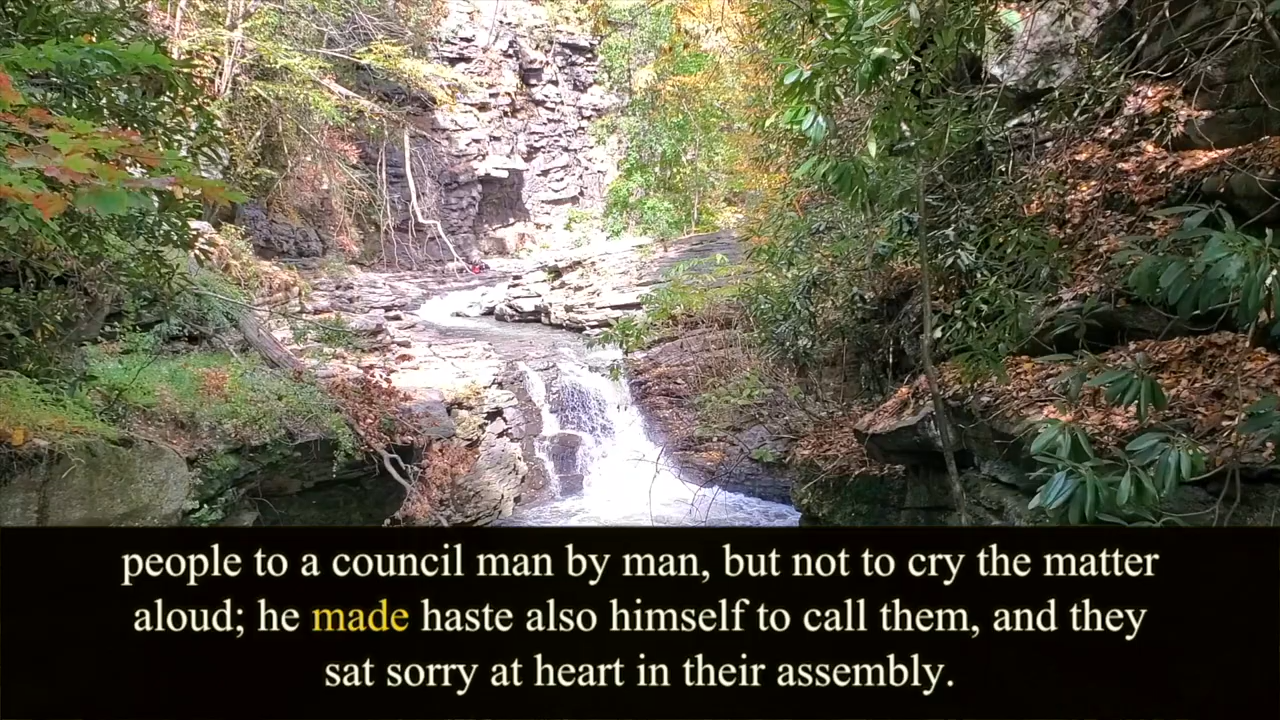 people to a council man by man, but not to cry the matter
aloud; he made haste also himself to call them, and they
sat sorry at heart in their assembly.